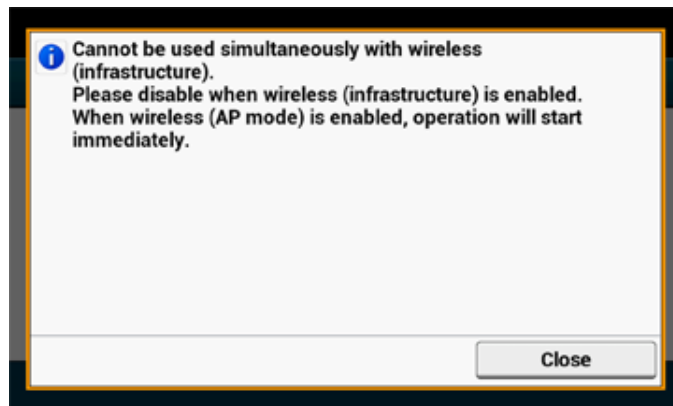 Cannot be used simultaneously with wireless
(infrastructure).
Please disable when wireless (infrastructure) is enabled.
When wireless (AP mode) is enabled, operation will start
immediately.
Close